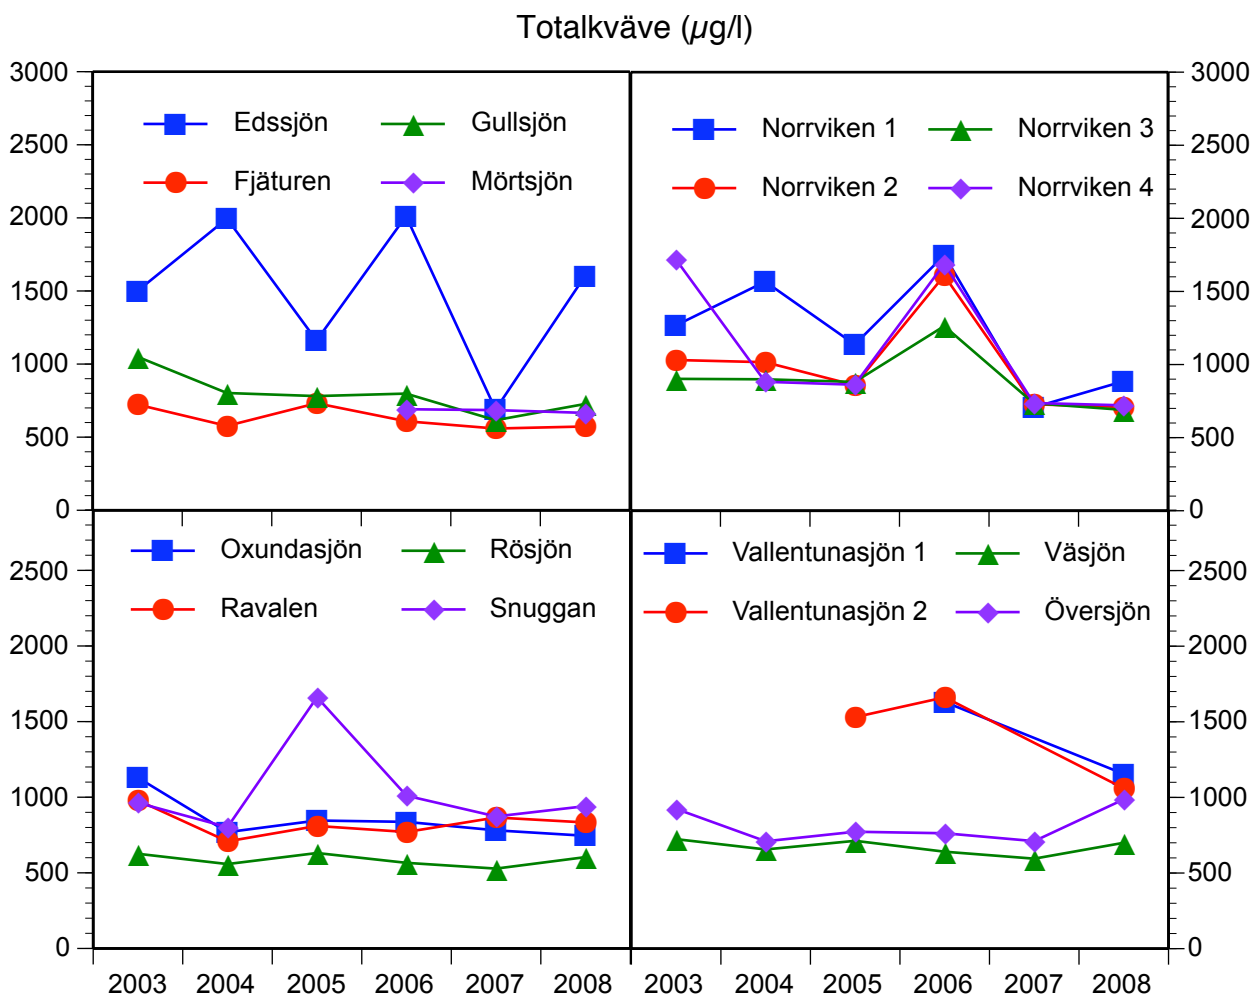 Totalkväve (µg/l)
3000 3000
Edssjön Gullsjön Norrviken 1 Norrviken 3
2500 2500
Fjäturen Mörtsjön Norrviken 2 Norrviken 4
2000 2000
1500 1500
1000 1000
500 500
0 0
Oxundasjön Rösjön Vallentunasjön 1 Väsjön
2500 2500
Ravalen Snuggan Vallentunasjön 2 Översjön
2000 2000
1500 1500
1000 1000
500 500
0 0
2003 2004 2005 2006 2007 2008 2003 2004 2005 2006 2007 2008